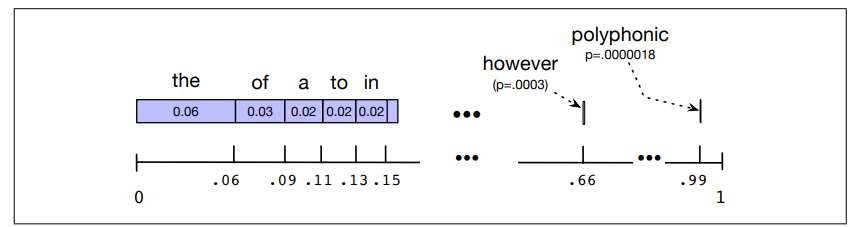 polyphonic
p=.0000018
however
(p=.0003)
the of a to in
0.06 0.03 0.02 0.02 0.02
•••
•••
•••
.06 .09 .11 .13 .15 .66 .99
0 1